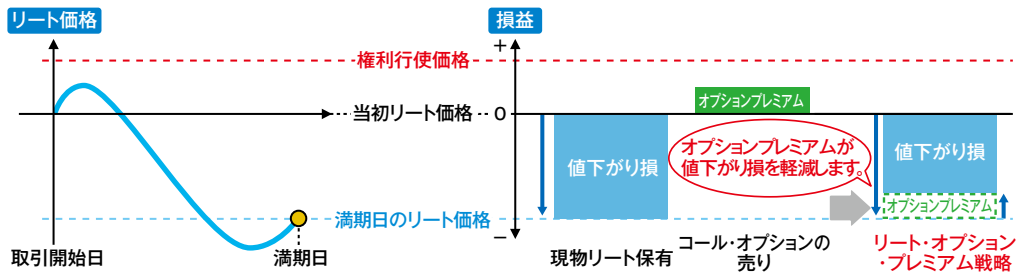 リート価格
権利行使価格
当初リート価格
満期日のリート価格
取引開始日
満期日
損益
+
0
−
オプションプレミアム
値下がり損
オプションプレミアムが
値下がり損を軽減します。
値下がり損
オプションプレミアム
現物リート保有
コール・オプションの
売り
リート・オプション
・プレミアム戦略